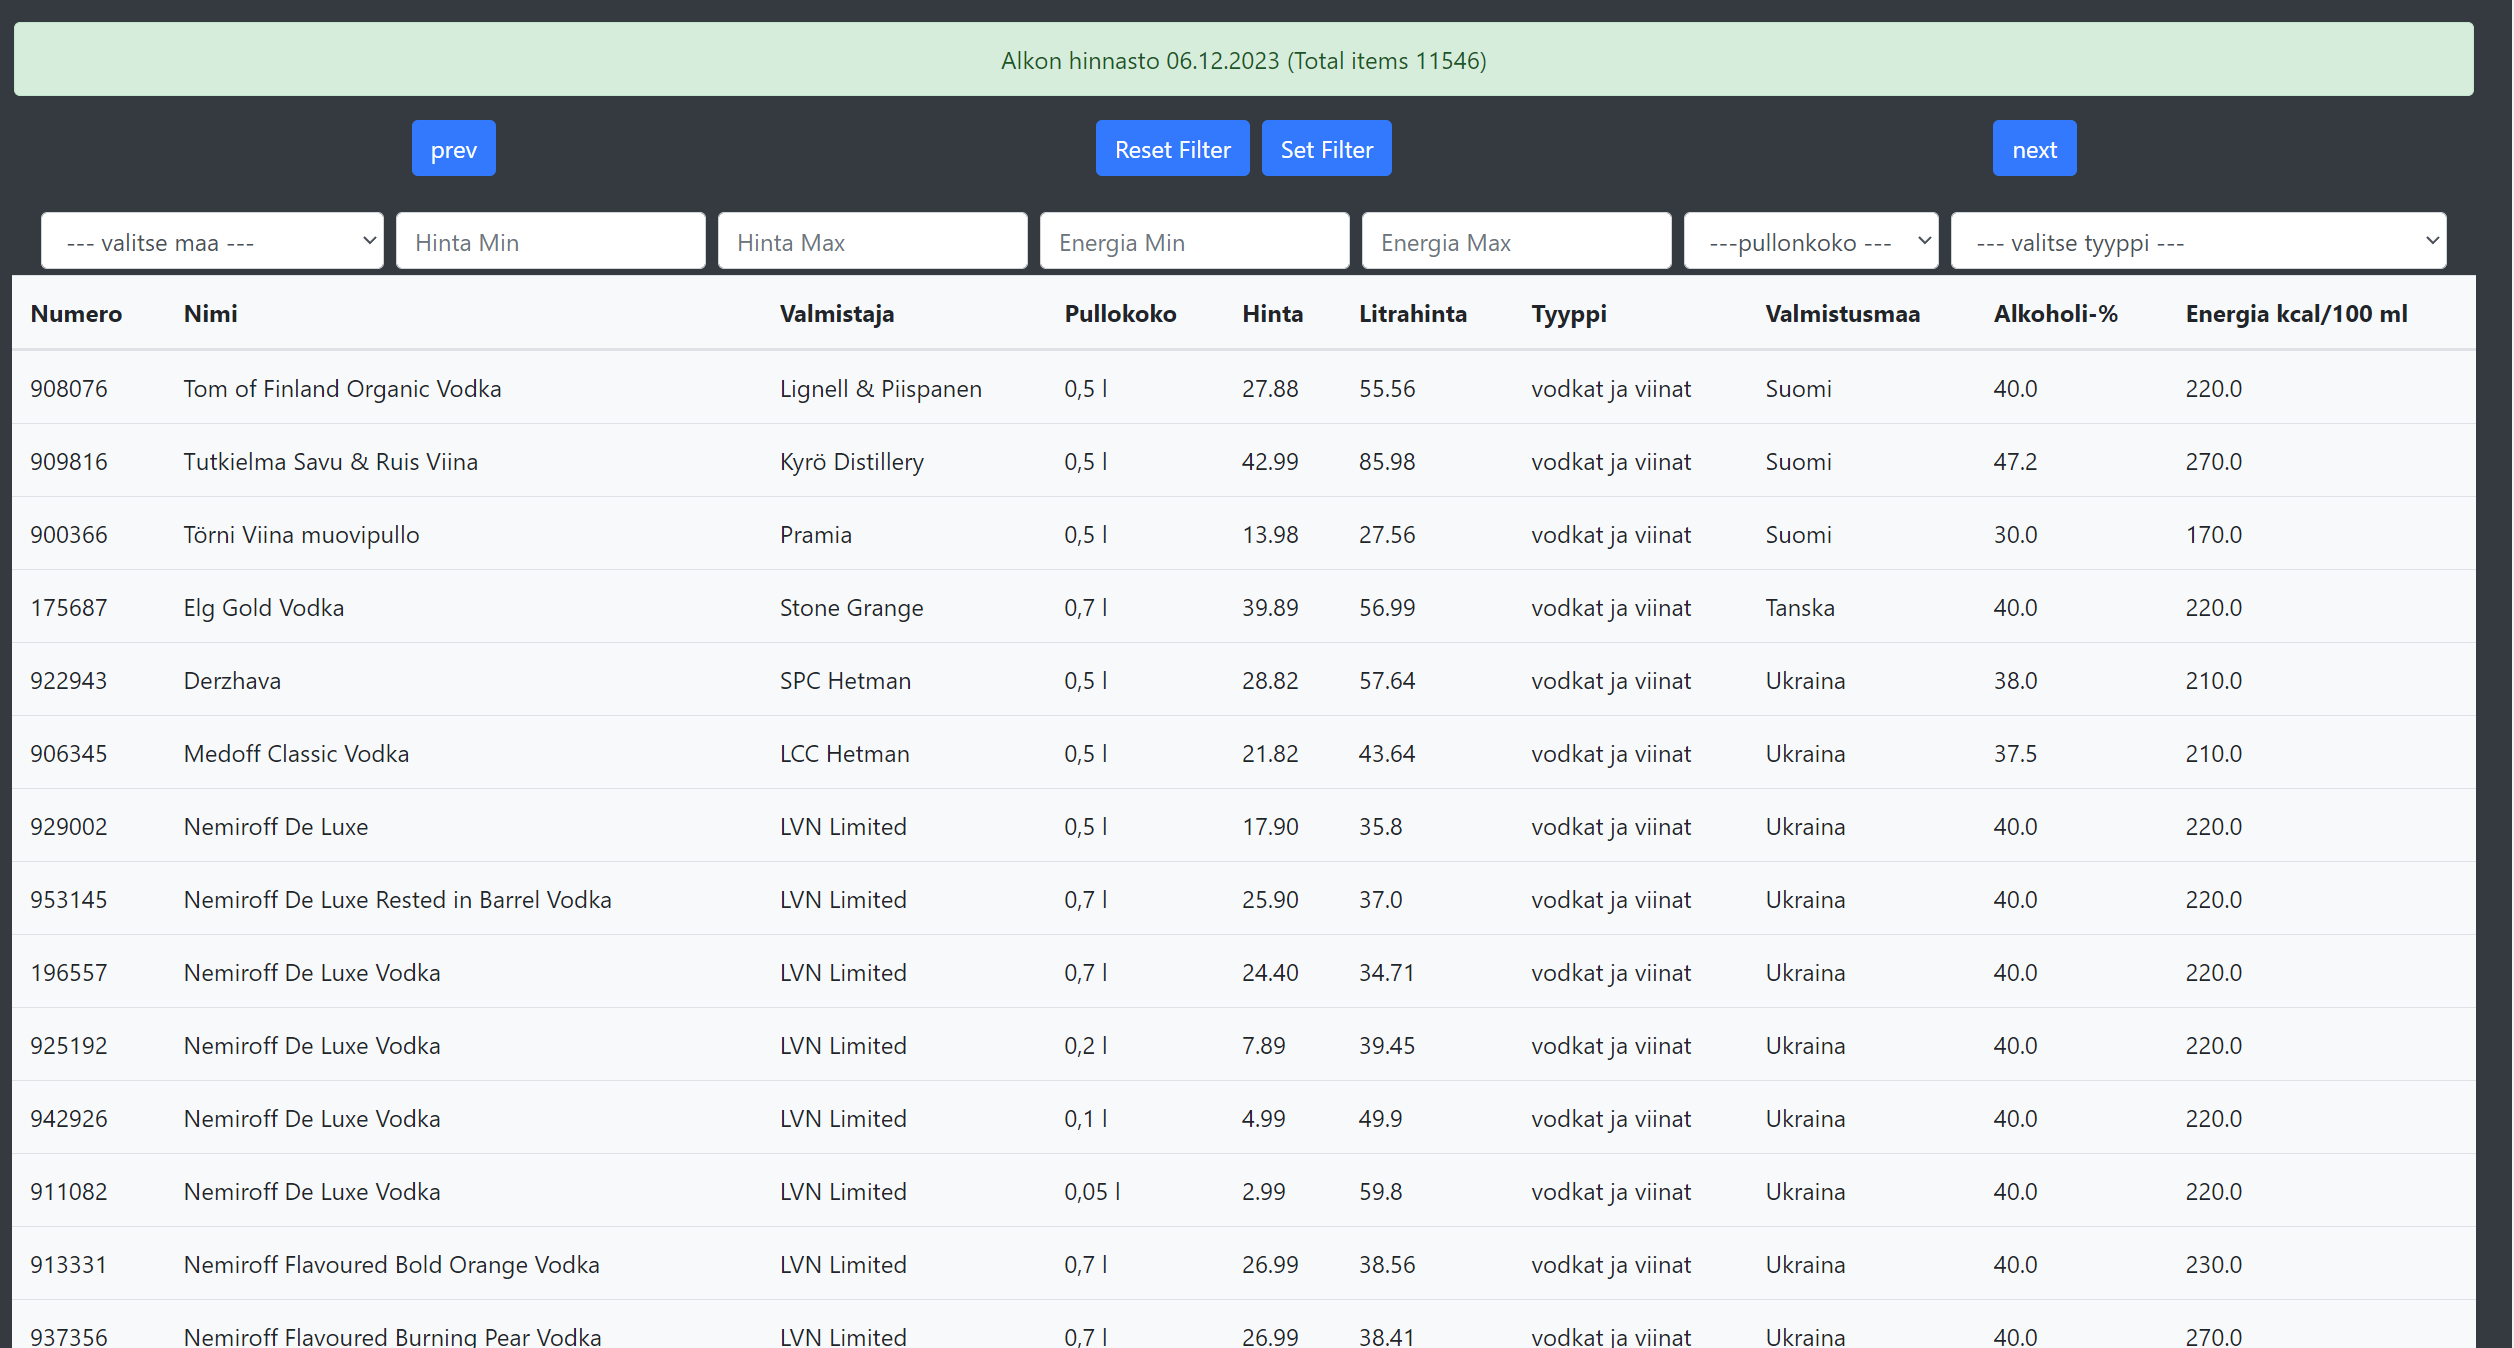 Alkon hinnasto 06.12.2023 (Total items 11546)
prev Reset Filter Set Filter next
--- valitse maa --- Hinta Min Hinta Max Energia Min Energia Max ---pullonkoko --- --- valitse tyyppi ---
Numero Nimi Valmistaja Pullokoko Hinta Litrahinta Tyyppi Valmistusmaa Alkoholi-% Energia kcal/100 ml
908076 Tom of Finland Organic Vodka Lignell & Piispanen 0,5 l 27.88 55.56 vodkat ja viinat Suomi 40.0 220.0
909816 Tutkielma Savu & Ruis Viina Kyrö Distillery 0,5 l 42.99 85.98 vodkat ja viinat Suomi 47.2 270.0
900366 Törni Viina muovipullo Pramia 0,5 l 13.98 27.56 vodkat ja viinat Suomi 30.0 170.0
175687 Elg Gold Vodka Stone Grange 0,7 l 39.89 56.99 vodkat ja viinat Tanska 40.0 220.0
922943 Derzhava SPC Hetman 0,5 l 28.82 57.64 vodkat ja viinat Ukraina 38.0 210.0
906345 Medoff Classic Vodka LCC Hetman 0,5 l 21.82 43.64 vodkat ja viinat Ukraina 37.5 210.0
929002 Nemiroff De Luxe LVN Limited 0,5 l 17.90 35.8 vodkat ja viinat Ukraina 40.0 220.0
953145 Nemiroff De Luxe Rested in Barrel Vodka LVN Limited 0,7 l 25.90 37.0 vodkat ja viinat Ukraina 40.0 220.0
196557 Nemiroff De Luxe Vodka LVN Limited 0,7 l 24.40 34.71 vodkat ja viinat Ukraina 40.0 220.0
925192 Nemiroff De Luxe Vodka LVN Limited 0,2 l 7.89 39.45 vodkat ja viinat Ukraina 40.0 220.0
942926 Nemiroff De Luxe Vodka LVN Limited 0,1 l 4.99 49.9 vodkat ja viinat Ukraina 40.0 220.0
911082 Nemiroff De Luxe Vodka LVN Limited 0,05 l 2.99 59.8 vodkat ja viinat Ukraina 40.0 220.0
913331 Nemiroff Flavoured Bold Orange Vodka LVN Limited 0,7 l 26.99 38.56 vodkat ja viinat Ukraina 40.0 230.0
937356 Nemiroff Flavoured Burning Pear Vodka LVN Limited 0,7 l 26.99 38.41 vodkat ja viinat Ukraina 40.0 270.0